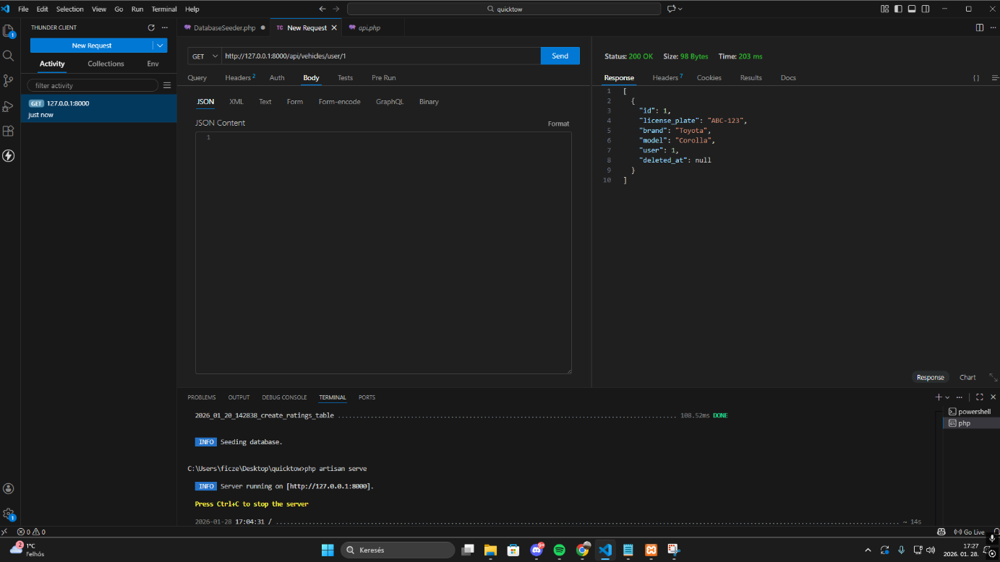 File Edit Selection View Go Run Terminal Help
quicktow
THUNDER CLIENT
New Request
Activity Collections Env
filter activity
GET 127.0.0.1:8000
just now
DatabaseSeeder.php
TC New Request
api.php
GET http://127.0.0.1:8000/api/vehicles/user/1 Send
Query Headers 2 Auth Body Tests Pre Run
JSON XML Text Form Form-encode GraphQL Binary
JSON Content Format
1
Status: 200 OK Size: 98 Bytes Time: 203 ms
Response Headers 7 Cookies Results Docs { }
1 [
2 {
3 "id": 1,
4 "license_plate": "ABC-123",
5 "brand": "Toyota",
6 "model": "Corolla",
7 "user": 1,
8 "deleted_at": null
9 }
10 ]
Response Chart
PROBLEMS OUTPUT DEBUG CONSOLE TERMINAL PORTS
2026_01_20_142838_create_ratings_table ........ 108.52ms DONE
INFO Seeding database.
C:\Users\ficze\Desktop\quicktow>php artisan serve
INFO Server running on [http://127.0.0.1:8000].
Press Ctrl+C to stop the server
2026-01-28 17:04:31 / ........ ~ 14s
powershell
php
0 0
Go Live
2
1°C
Felhős
Keresés
17:27
2026. 01. 28.